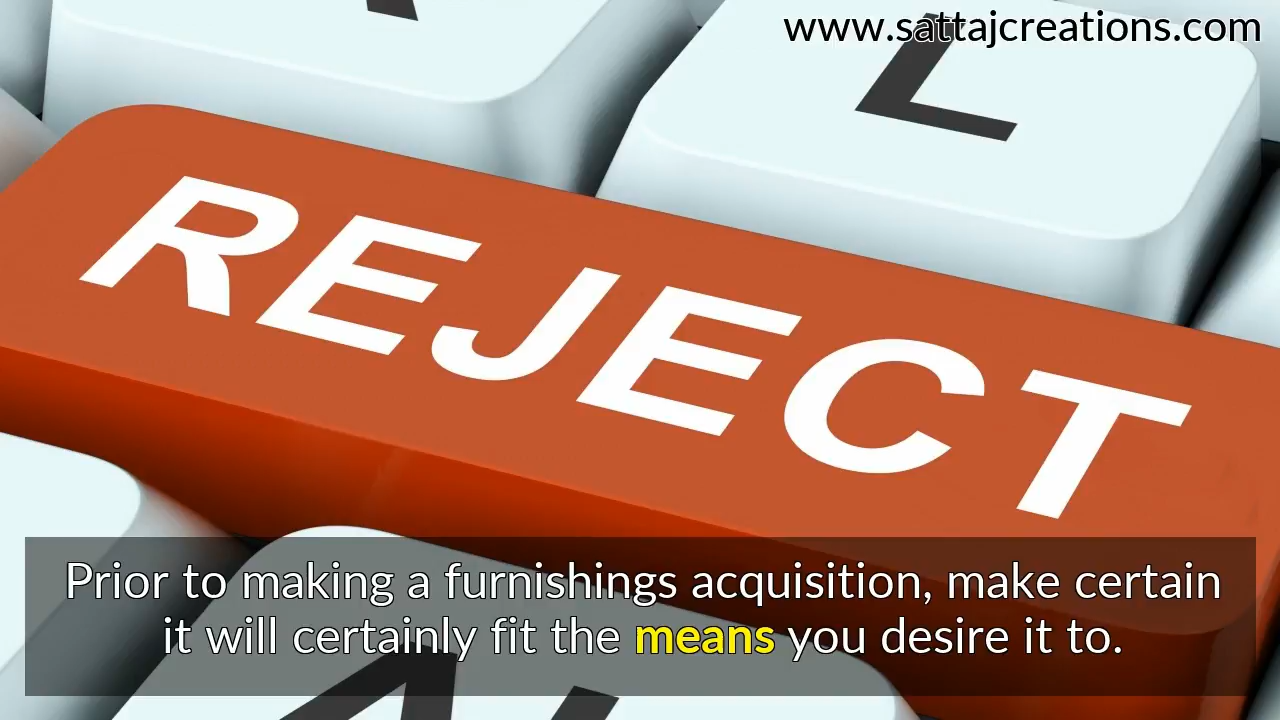 www.sattajcreations.com
L
REJECT
Prior to making a furnishings acquisition, make certain
it will certainly fit the means you desire it to.